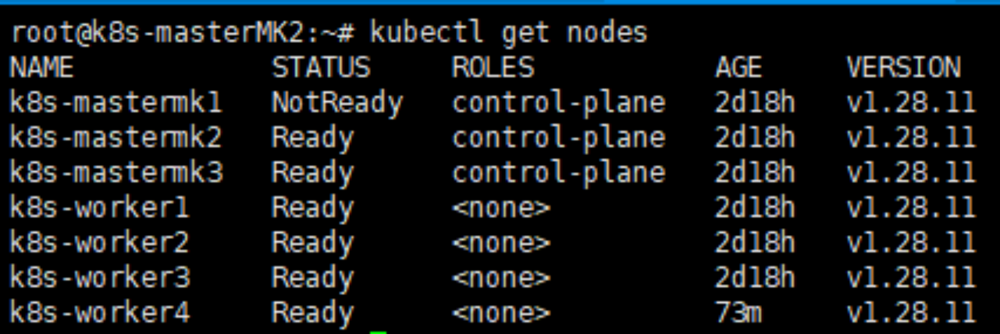 root@k8s-masterMK2:~# kubectl get nodes
NAME STATUS ROLES AGE VERSION
k8s-mastermk1 NotReady control-plane 2d18h v1.28.11
k8s-mastermk2 Ready control-plane 2d18h v1.28.11
k8s-mastermk3 Ready control-plane 2d18h v1.28.11
k8s-worker1 Ready <none> 2d18h v1.28.11
k8s-worker2 Ready <none> 2d18h v1.28.11
k8s-worker3 Ready <none> 2d18h v1.28.11
k8s-worker4 Ready <none> 73m v1.28.11